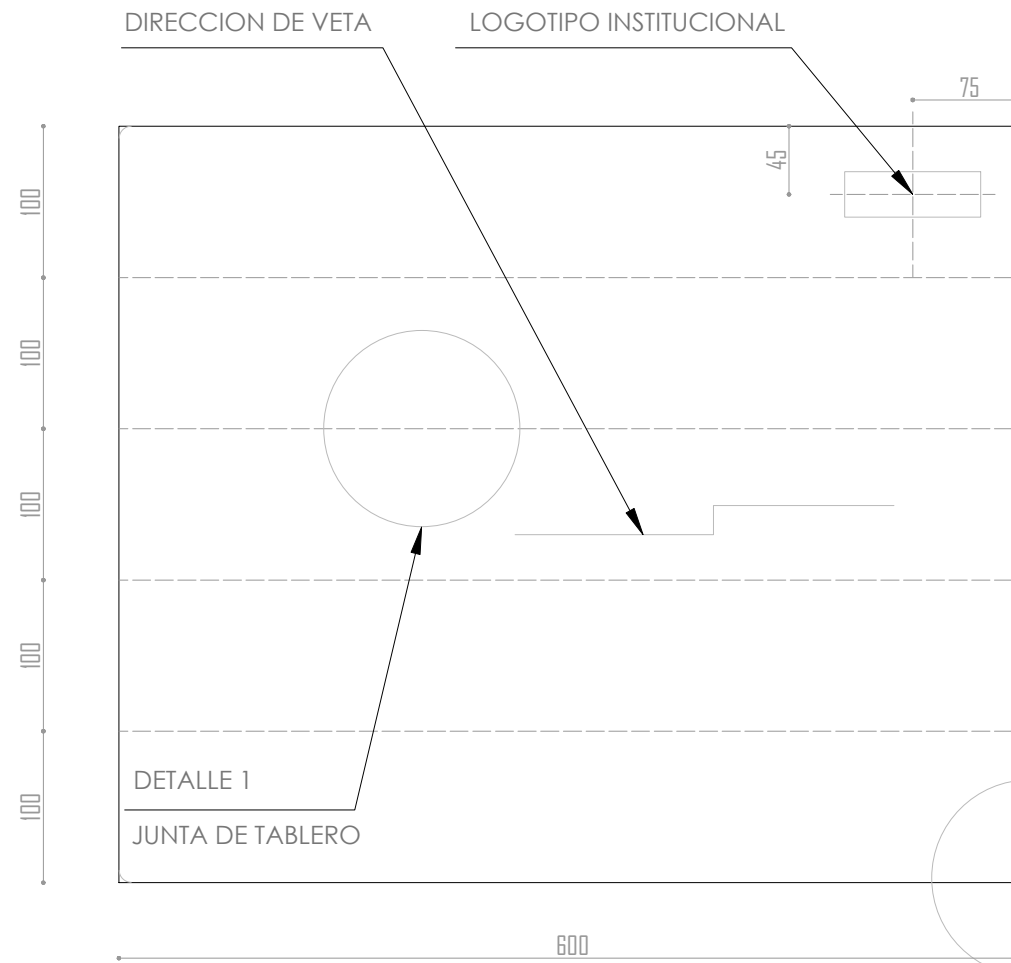 DIRECCION DE VETA
LOGOTIPO INSTITUCIONAL
75
45
100
100
100
100
100
DETALLE 1
JUNTA DE TABLERO
600